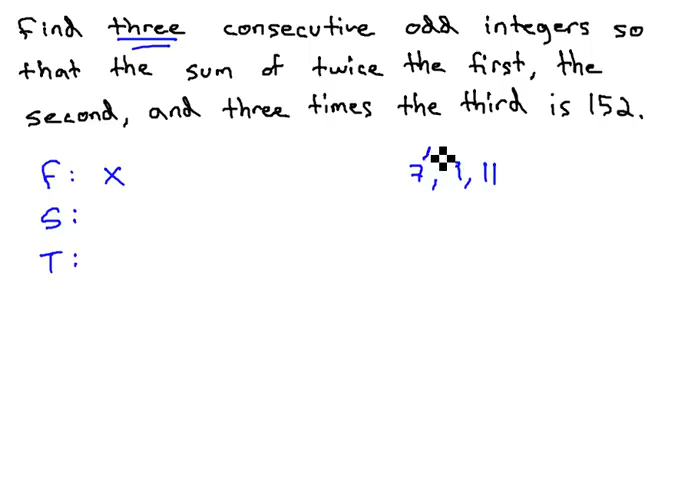 Find three consecutive odd integers so
that the sum of twice the first, the
second, and three times the third is 152.
F: x
7, 9, 11
S:
T: